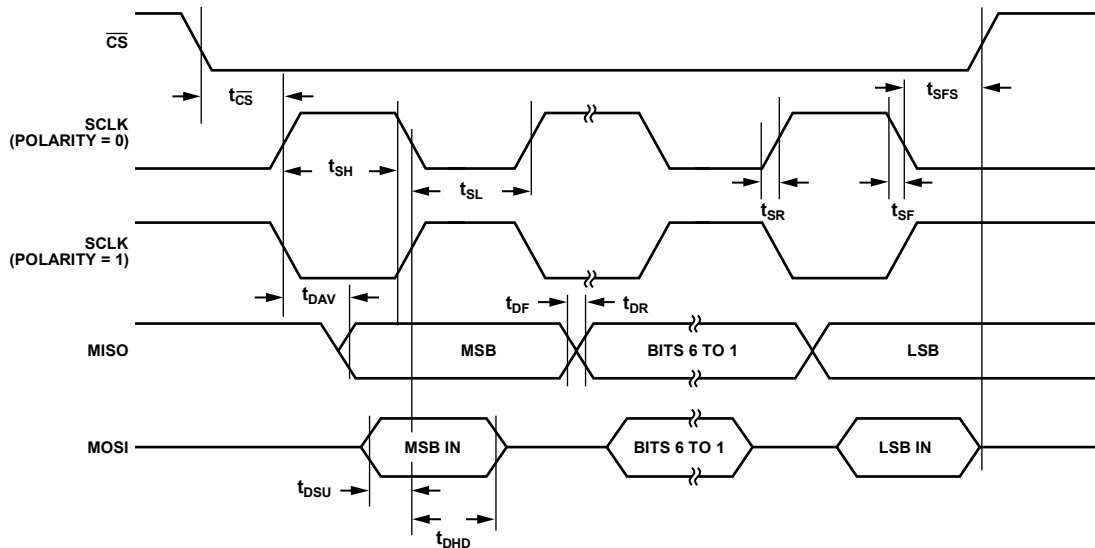 CS
tCS
tSFS
SCLK
(POLARITY = 0)
tSH
tSL
tSR
tSF
SCLK
(POLARITY = 1)
tDAV
tDF
tDR
MISO
MSB
BITS 6 TO 1
LSB
MOSI
MSB IN
BITS 6 TO 1
LSB IN
tDSU
tDHD